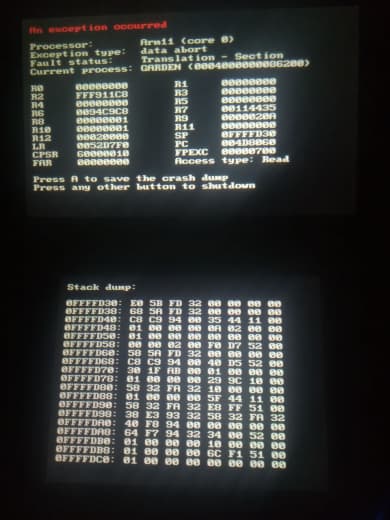 An exception occurred
Processor: Arm11 (core 0)
Exception type: data abort
Fault status: Translation - Section
Current process: GARDEN (0004000000086200)
R0 00000000 R1 00000000
R2 FFF911C8 R3 00000000
R4 00000000 R5 00000000
R6 0094C9C8 R7 00114435
R8 00000001 R9 0000020A
R10 00000001 R11 00000000
R12 00020000 SP 0FFFFD30
LR 0052D7F0 PC 004D8060
CPSR 60000010 FPEXC 00000700
FAR 00000000 Access type: Read
Press A to save the crash dump
Press any other button to shutdown
Stack dump:
0FFFFD30: E0 5B FD 32 00 00 00 00
0FFFFD38: 68 5A FD 32 00 00 00 00
0FFFFD40: C8 C9 94 00 35 44 11 00
0FFFFD48: 01 00 00 00 0A 02 00 00
0FFFFD50: 01 00 00 00 00 00 00 00
0FFFFD58: 00 00 02 00 F0 D7 52 00
0FFFFD60: 58 5A FD 32 00 00 00 00
0FFFFD68: C8 C9 94 00 40 D5 52 00
0FFFFD70: 30 1F AB 00 01 00 00 00
0FFFFD78: 01 00 00 00 29 9C 10 00
0FFFFD80: 58 32 FA 32 10 00 00 00
0FFFFD88: 01 00 00 00 5F 44 11 00
0FFFFD90: 58 32 FA 32 E8 FF 51 00
0FFFFD98: 38 E3 93 32 58 32 FA 32
0FFFFDA0: 40 F8 94 00 00 00 00 00
0FFFFDA8: 64 F7 94 32 34 00 52 00
0FFFFDB0: 01 00 00 00 10 00 00 00
0FFFFDB8: 01 00 00 00 6C F1 51 00
0FFFFDC0: 01 00 00 00 00 00 00 00